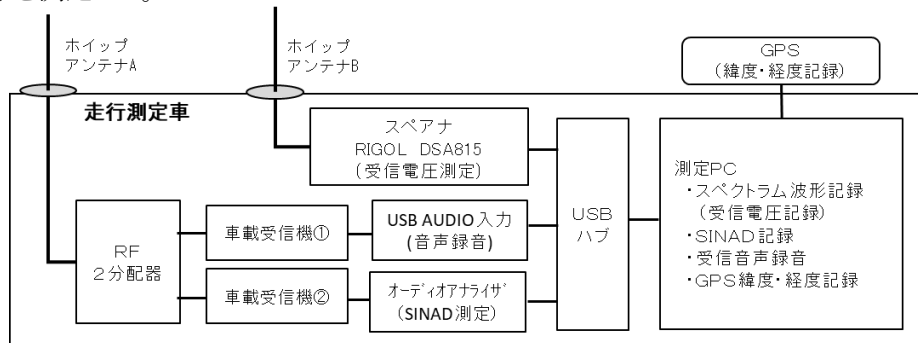 ホイップ
アンテナA
ホイップ
アンテナB
GPS
(緯度・経度記録)
走行測定車
スペアナ
RIGOL DSA815
(受信電圧測定)
USB
ハブ
測定PC
・スペクトラム波形記録
(受信電圧記録)
・SINAD記録
・受信音声録音
・GPS緯度・経度記録
RF
2分配器
車載受信機①
USB AUDIO入力
(音声録音)
車載受信機②
オーディオアナライザ
(SINAD測定)